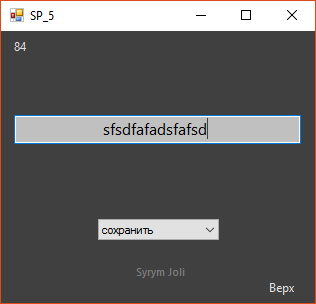 SP_5
84
sfsdfafadsfafsd
сохранить
Syrym Joli
Верх